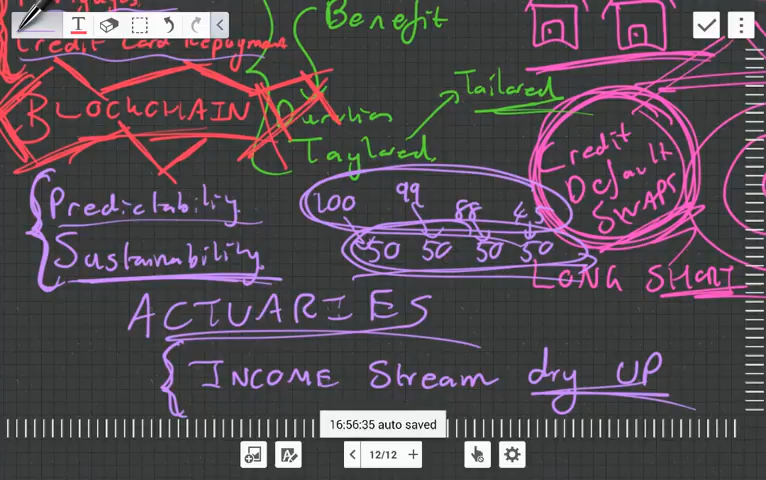 T
Benefit
Credit Card Repayment
BLOCKCHAIN
Duration
Tailored
Taylored
Credit
Default
SWAPS
Predictability
100 99 88 45
Sustainability
50 50 50 50
LONG SHORT
ACTUARIES
INCOME Stream dry UP
16:56:35 auto saved
12/12